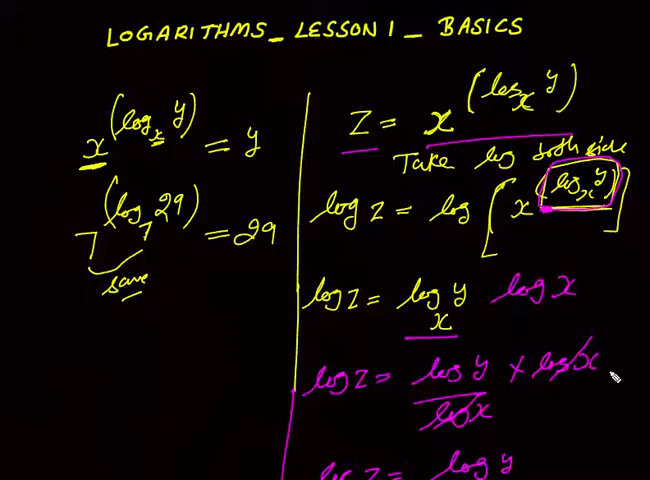 LOGARITHMS_ LESSON 1 _ BASICS
x^(log_x y) = y
7^(log_7 29) = 29
same
Z = x^(log_x y)
Take log both side
log z = log [x^(log_x y)]
log z = log_x y log x
log z = log y / log x × log x
log z = log y